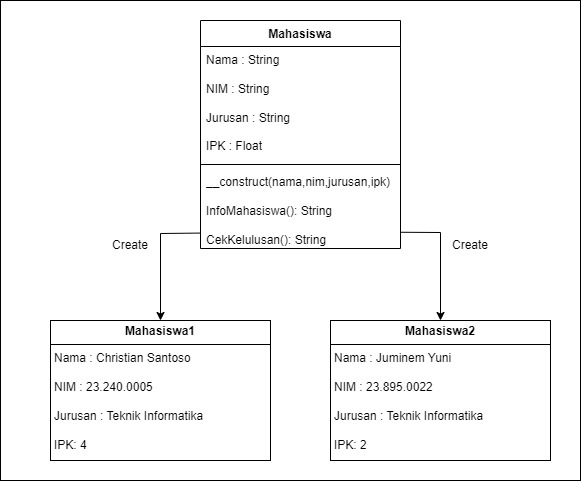 Mahasiswa
Nama : String
NIM : String
Jurusan : String
IPK : Float
__construct(nama,nim,jurusan,ipk)
InfoMahasiswa(): String
CekKelulusan(): String
Create
Create
Mahasiswa1
Nama : Christian Santoso
NIM : 23.240.0005
Jurusan : Teknik Informatika
IPK: 4
Mahasiswa2
Nama : Juminem Yuni
NIM : 23.895.0022
Jurusan : Teknik Informatika
IPK: 2